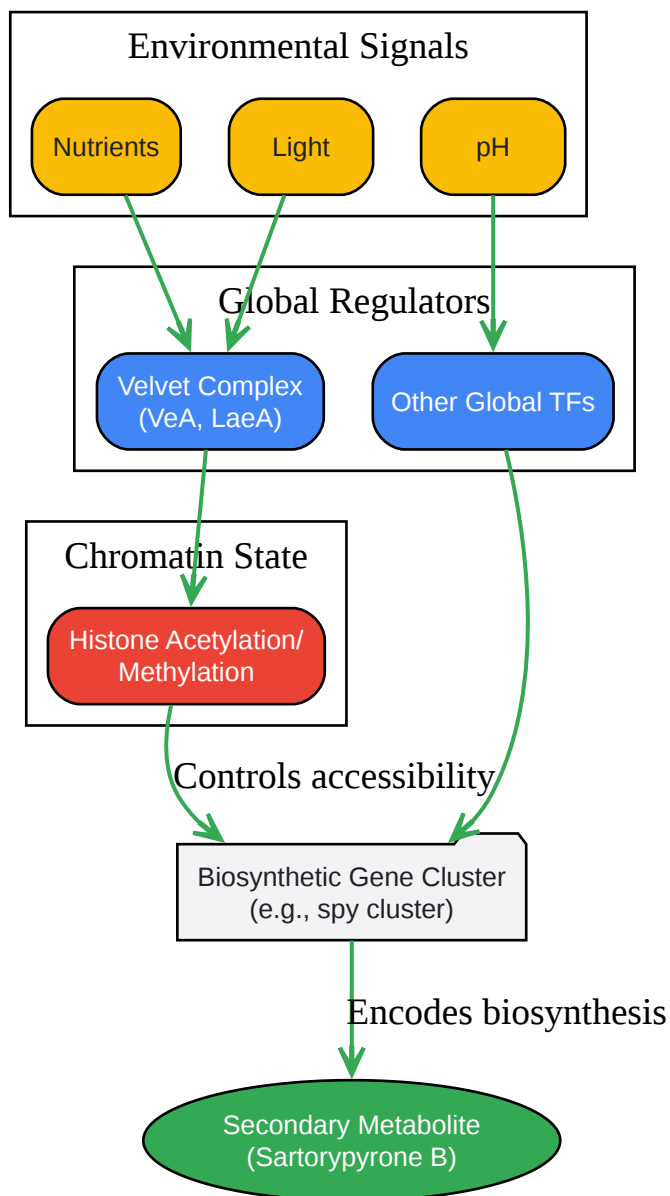 Environmental Signals
Nutrients
Light
pH
Global Regulators
Velvet Complex
(VeA, LaeA)
Other Global TFs
Chromatin State
Histone Acetylation/
Methylation
Controls accessibility
Biosynthetic Gene Cluster
(e.g., spy cluster)
Encodes biosynthesis
Secondary Metabolite
(Sartorypyrone B)